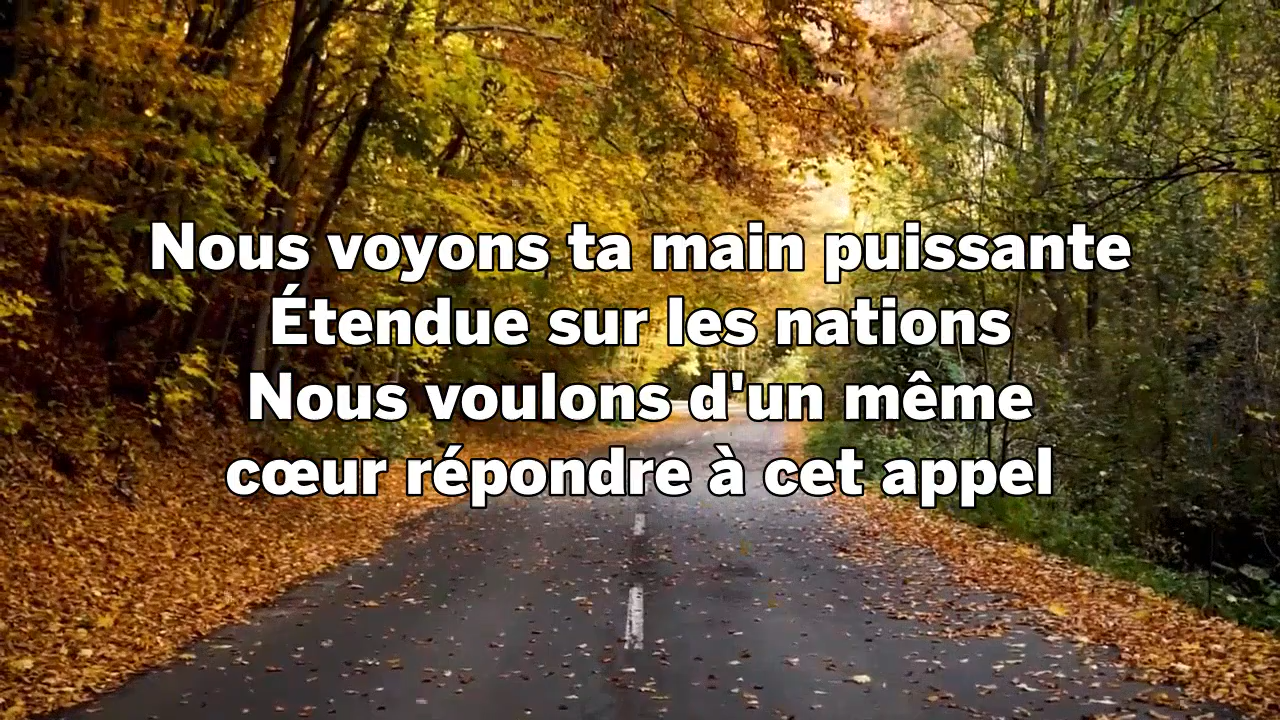 Nous voyons ta main puissante
Étendue sur les nations
Nous voulons d'un même
cœur répondre à cet appel